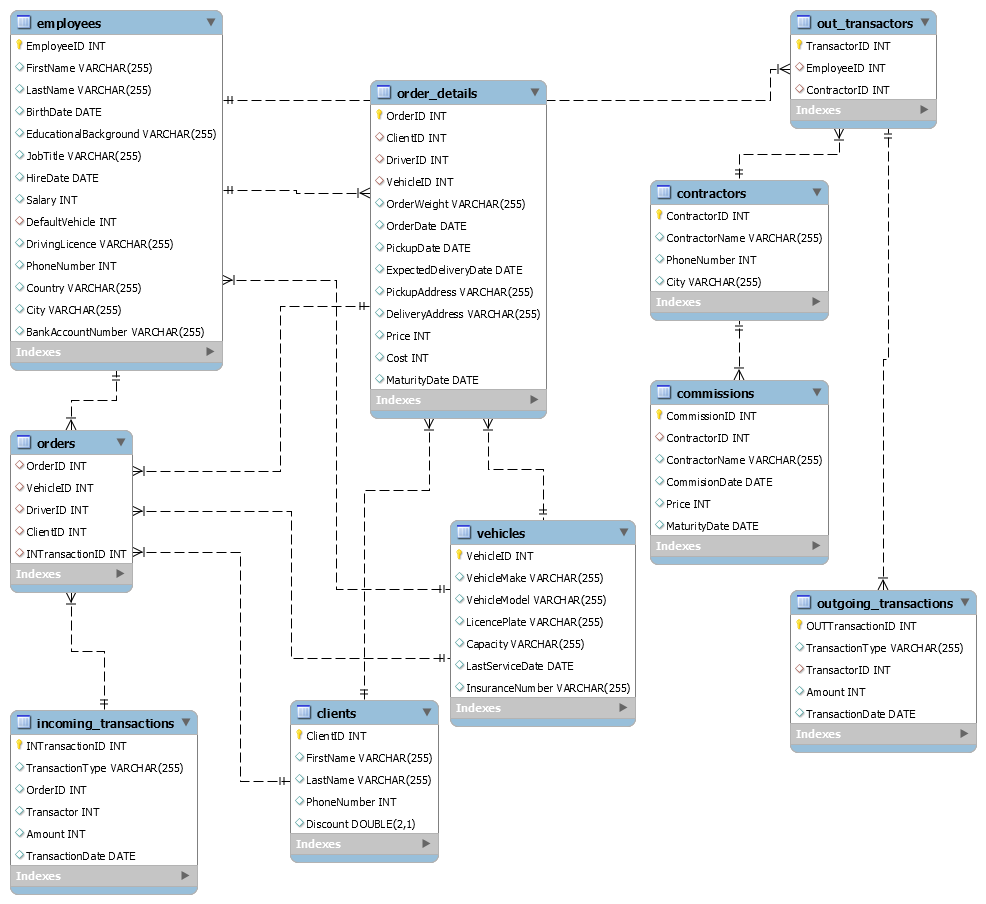 employees
EmployeeID INT
FirstName VARCHAR(255)
LastName VARCHAR(255)
BirthDate DATE
EducationalBackground VARCHAR(255)
JobTitle VARCHAR(255)
HireDate DATE
Salary INT
DefaultVehicle INT
DrivingLicence VARCHAR(255)
PhoneNumber INT
Country VARCHAR(255)
City VARCHAR(255)
BankAccountNumber VARCHAR(255)
Indexes
order_details
OrderID INT
ClientID INT
DriverID INT
VehicleID INT
OrderWeight VARCHAR(255)
OrderDate DATE
PickupDate DATE
ExpectedDeliveryDate DATE
PickupAddress VARCHAR(255)
DeliveryAddress VARCHAR(255)
Price INT
Cost INT
MaturityDate DATE
Indexes
out_transactors
TransactorID INT
EmployeeID INT
ContractorID INT
Indexes
contractors
ContractorID INT
ContractorName VARCHAR(255)
PhoneNumber INT
City VARCHAR(255)
Indexes
commissions
CommissionID INT
ContractorID INT
ContractorName VARCHAR(255)
CommisionDate DATE
Price INT
MaturityDate DATE
Indexes
orders
OrderID INT
VehicleID INT
DriverID INT
ClientID INT
INTransactionID INT
Indexes
vehicles
VehicleID INT
VehicleMake VARCHAR(255)
VehicleModel VARCHAR(255)
LicencePlate VARCHAR(255)
Capacity VARCHAR(255)
LastServiceDate DATE
InsuranceNumber VARCHAR(255)
Indexes
outgoing_transactions
OUTTransactionID INT
TransactionType VARCHAR(255)
TransactorID INT
Amount INT
TransactionDate DATE
Indexes
incoming_transactions
INTransactionID INT
TransactionType VARCHAR(255)
OrderID INT
Transactor INT
Amount INT
TransactionDate DATE
Indexes
clients
ClientID INT
FirstName VARCHAR(255)
LastName VARCHAR(255)
PhoneNumber INT
Discount DOUBLE(2,1)
Indexes